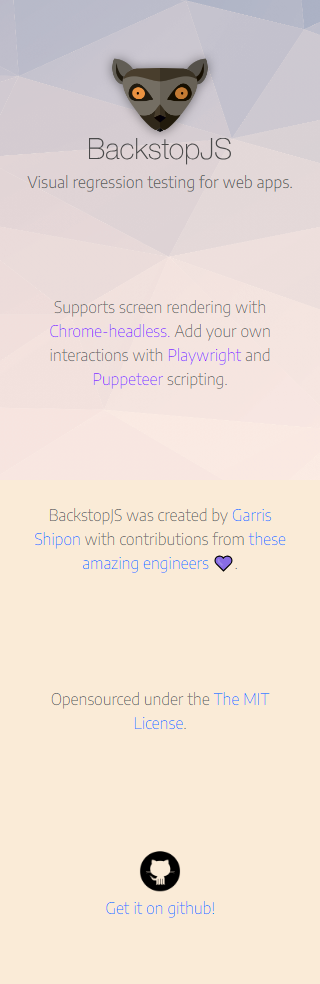 BackstopJS
Visual regression testing for web apps.
Supports screen rendering with
Chrome-headless. Add your own
interactions with Playwright and
Puppeteer scripting.
BackstopJS was created by Garris
Shipon with contributions from these
amazing engineers 💜.
Opensourced under the The MIT
License.
Get it on github!